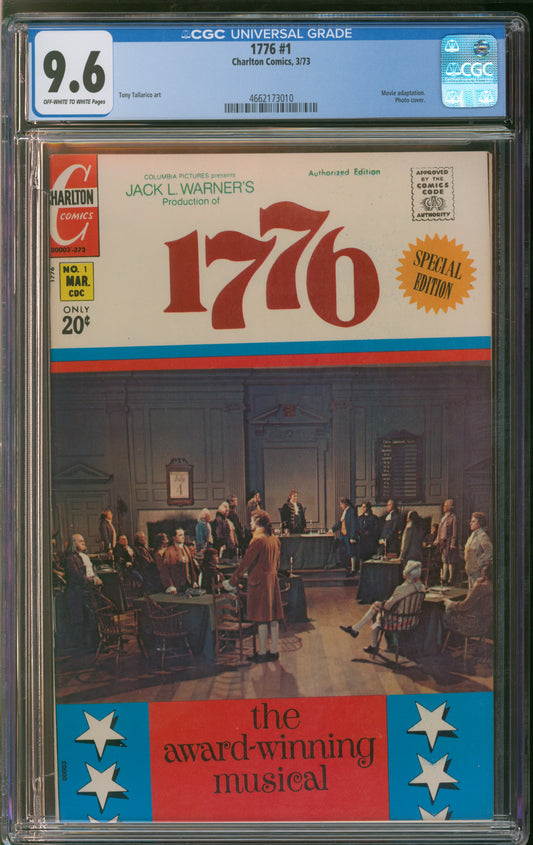 CGC UNIVERSAL GRADE
9.6
OFF-WHITE TO WHITE Pages
1776 #1
Charlton Comics, 3/73
Tony Tallarico art
4662173010
Movie adaptation.
Photo cover.
CGC
C
CHARLTON
COMICS
00003-373
1776
NO. 1
MAR.
CDC
ONLY
20¢
COLUMBIA PICTURES presents
JACK L. WARNER'S
Production of
Authorized Edition
APPROVED
BY THE
COMICS
CODE
AUTHORITY
1776
SPECIAL
EDITION
July
4
the
award-winning
musical
00003